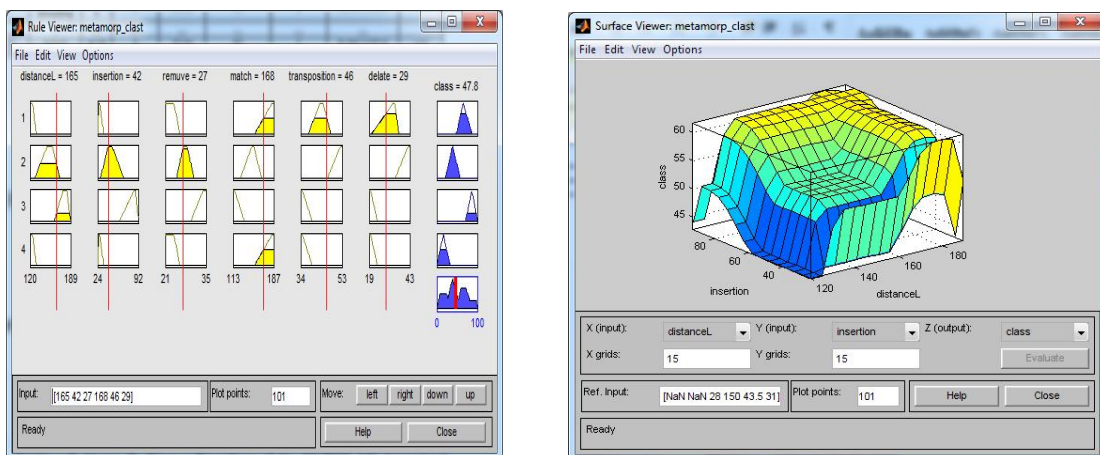 Rule Viewer: metamorp_clast
File Edit View Options
distanceL = 165 insertion = 42 remuve = 27 match = 168 transposition = 46 delate = 29
class = 47.8
1
2
3
4
120 189 24 92 21 35 113 187 34 53 19 43
0 100
Input: [165 42 27 168 46 29] Plot points: 101 Move: left right down up
Ready Help Close
Surface Viewer: metamorp_clast
File Edit View Options
60
55
50
45
class
80
60
40
insertion
120
140
160
180
distanceL
X (input): distanceL Y (input): insertion Z (output): class
X grids: 15 Y grids: 15 Evaluate
Ref. Input: [NaN NaN 28 150 43.5 31] Plot points: 101 Help Close
Ready